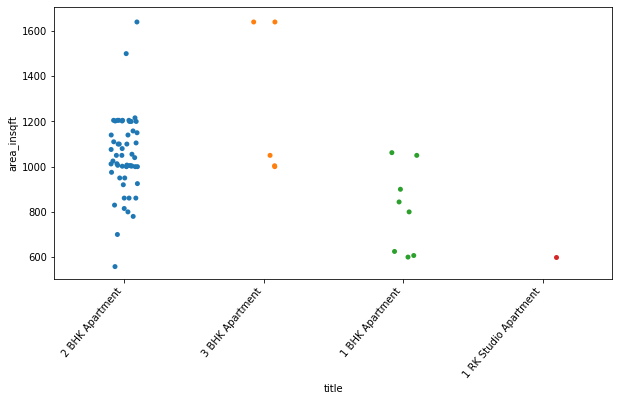 1600
1400
1200
1000
800
600
area_insqft
2 BHK Apartment
3 BHK Apartment
1 BHK Apartment
1 RK Studio Apartment
title